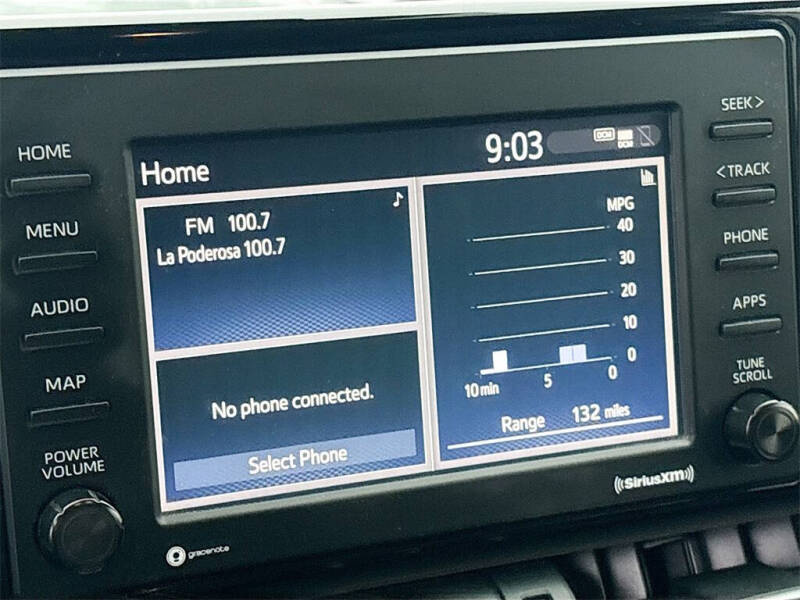 HOME
MENU
AUDIO
MAP
POWER
VOLUME
Home
9:03
DCM
DCM
FM 100.7
La Poderosa 100.7
No phone connected.
Select Phone
MPG
40
30
20
10
0
10 min 5 0
Range 132 miles
SEEK >
< TRACK
PHONE
APPS
TUNE
SCROLL
gracenote
((SiriusXM))